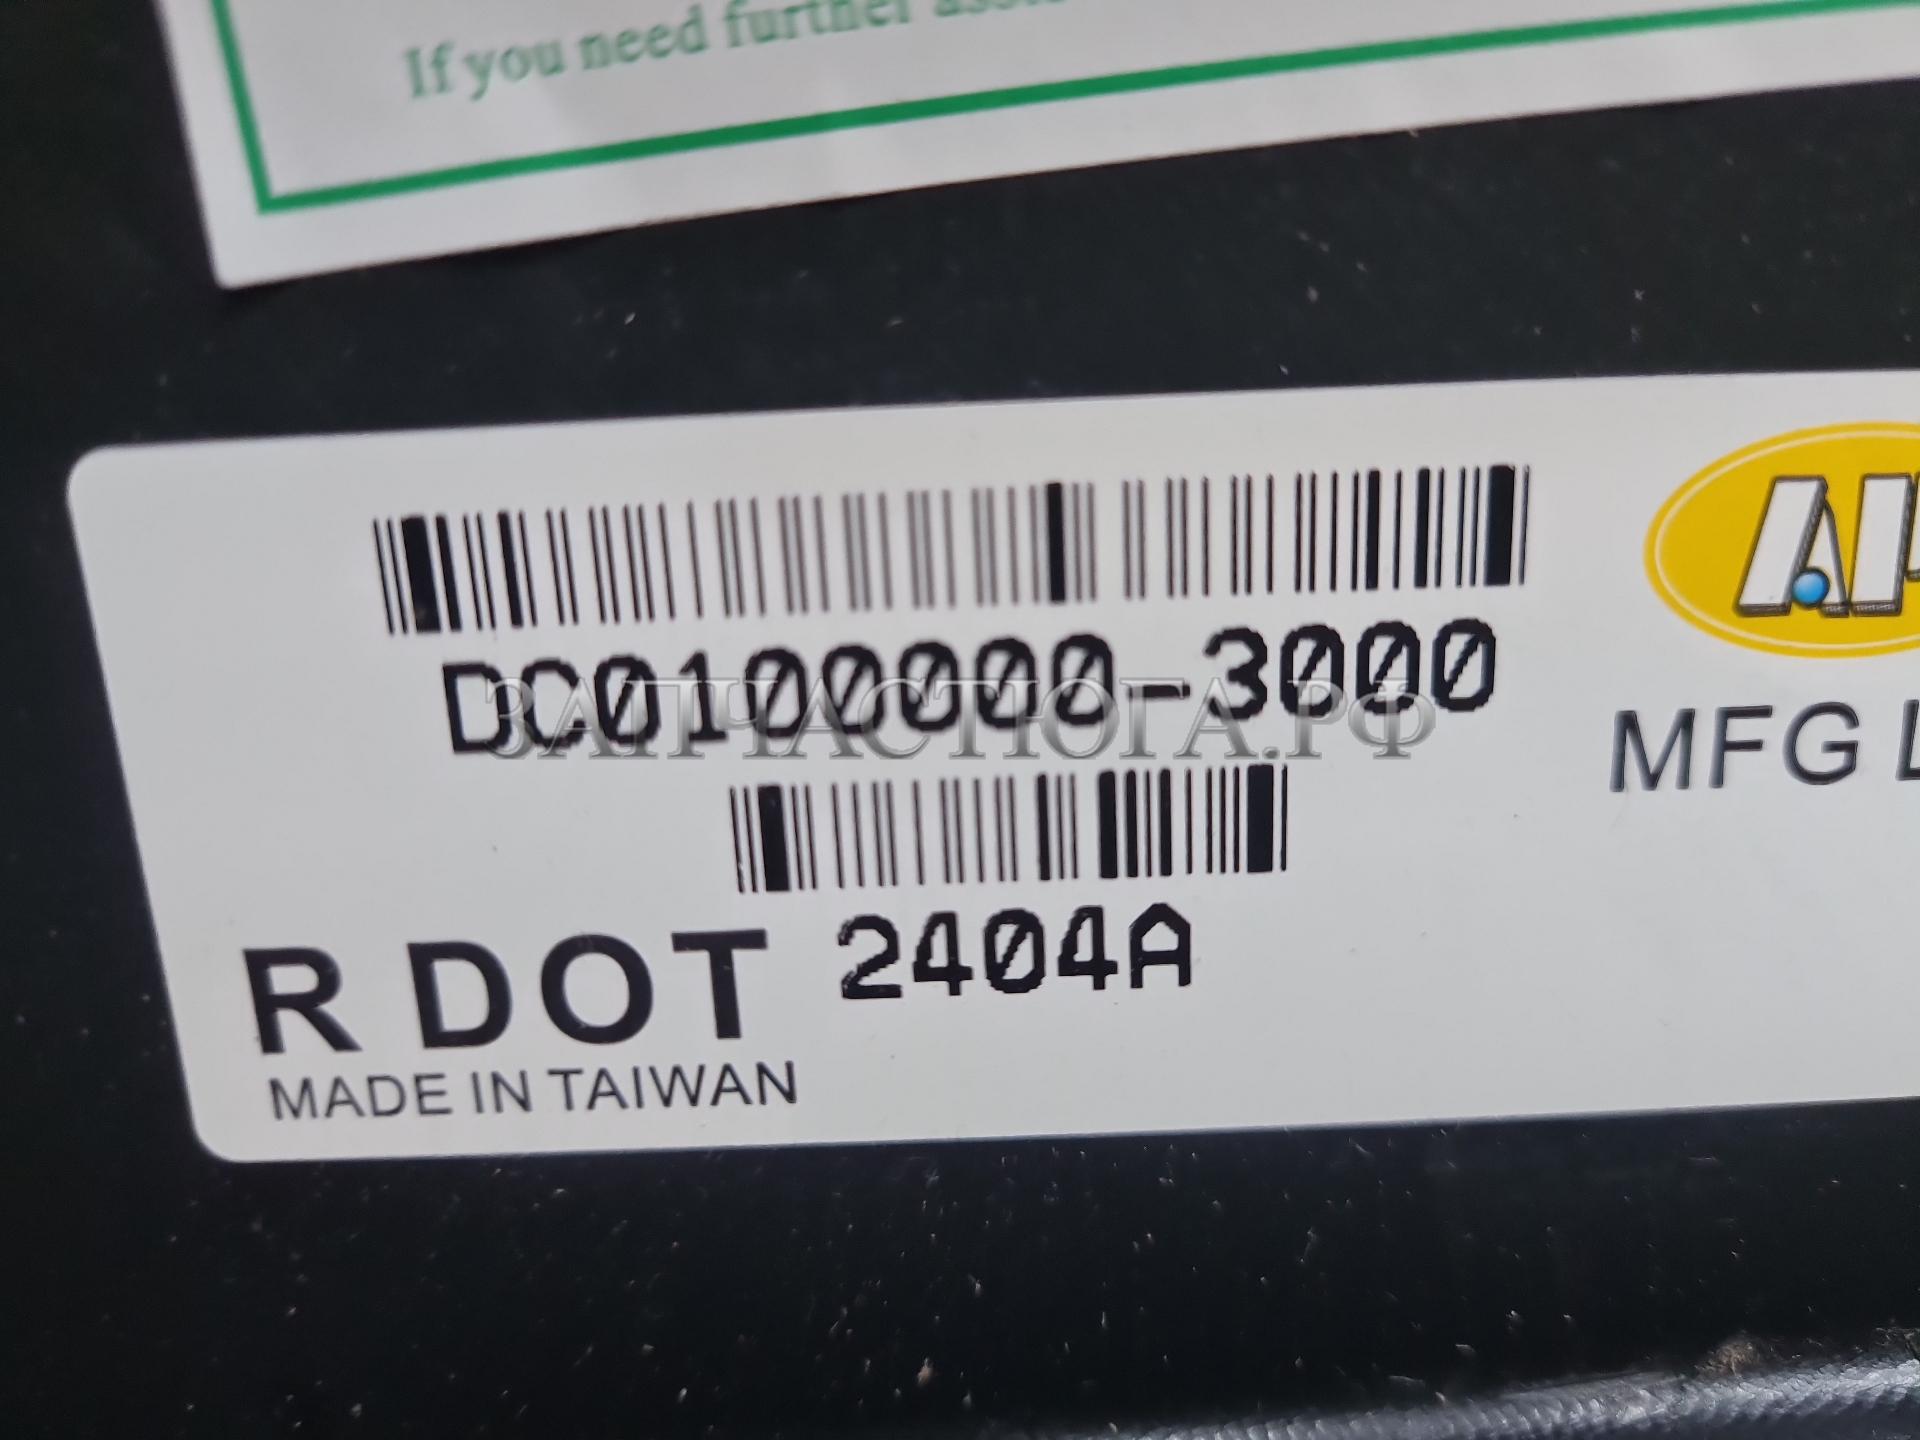 If you need further
DC0100000-3000
ЗАПЧАСТЮГА.РФ
MFG
R DOT 2404A
MADE IN TAIWAN